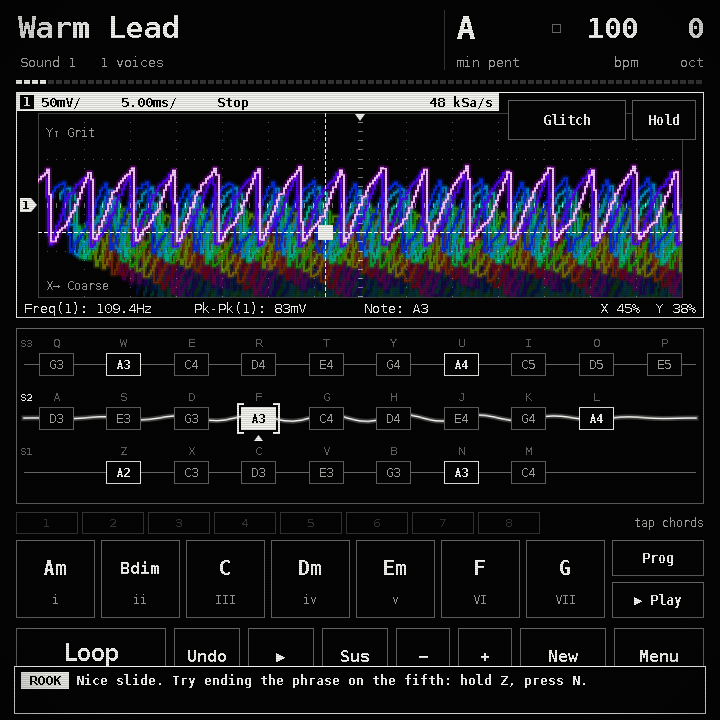 Warm Lead
A 100 0
Sound 1 1 voices
min pent bpm oct
1 50mV/ 5.00ms/ Stop 48 kSa/s
Glitch Hold
Y↑ Grit
1
X→ Coarse
Freq(1): 109.4Hz Pk-Pk(1): 83mV Note: A3 X 45% Y 38%
S3 Q W E R T Y U I O P
G3 A3 C4 D4 E4 G4 A4 C5 D5 E5
S2 A S D F G H J K L
D3 E3 G3 A3 C4 D4 E4 G4 A4
S1 Z X C V B N M
A2 C3 D3 E3 G3 A3 C4
1 2 3 4 5 6 7 8 tap chords
Am Bdim C Dm Em F G Prog
i ii III iv v VI VII ▶ Play
Loop Undo ▶ Sus − + New Menu
ROOK Nice slide. Try ending the phrase on the fifth: hold Z, press N.